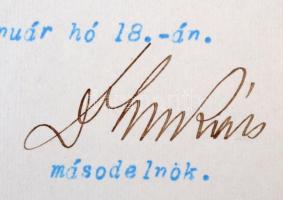 nuár hó 18.-án.
másodelnök.